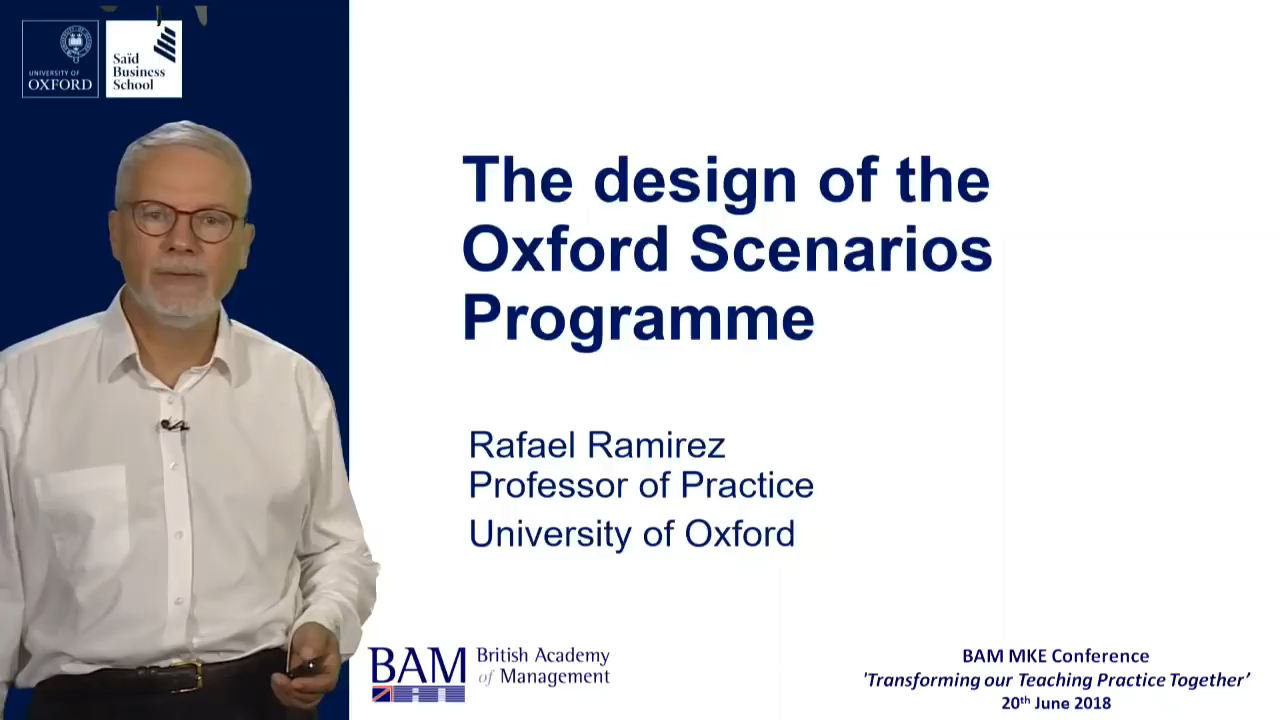 UNIVERSITY OF
OXFORD
Saïd
Business
School
The design of the
Oxford Scenarios
Programme
Rafael Ramirez
Professor of Practice
University of Oxford
BAM
British Academy
of Management
BAM MKE Conference
'Transforming our Teaching Practice Together’
20th June 2018